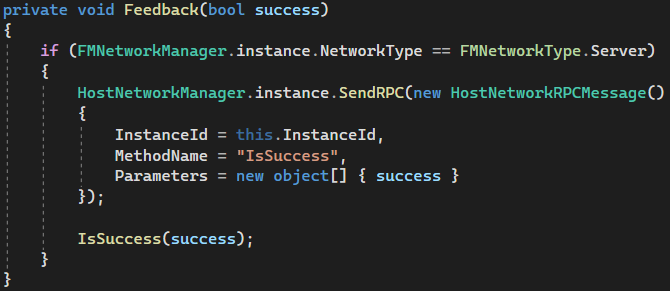 private void Feedback(bool success)
{
    if (FMNetworkManager.instance.NetworkType == FMNetworkType.Server)
    {
        HostNetworkManager.instance.SendRPC(new HostNetworkRPCMessage()
        {
            InstanceId = this.InstanceId,
            MethodName = "IsSuccess",
            Parameters = new object[] { success }
        });

        IsSuccess(success);
    }
}